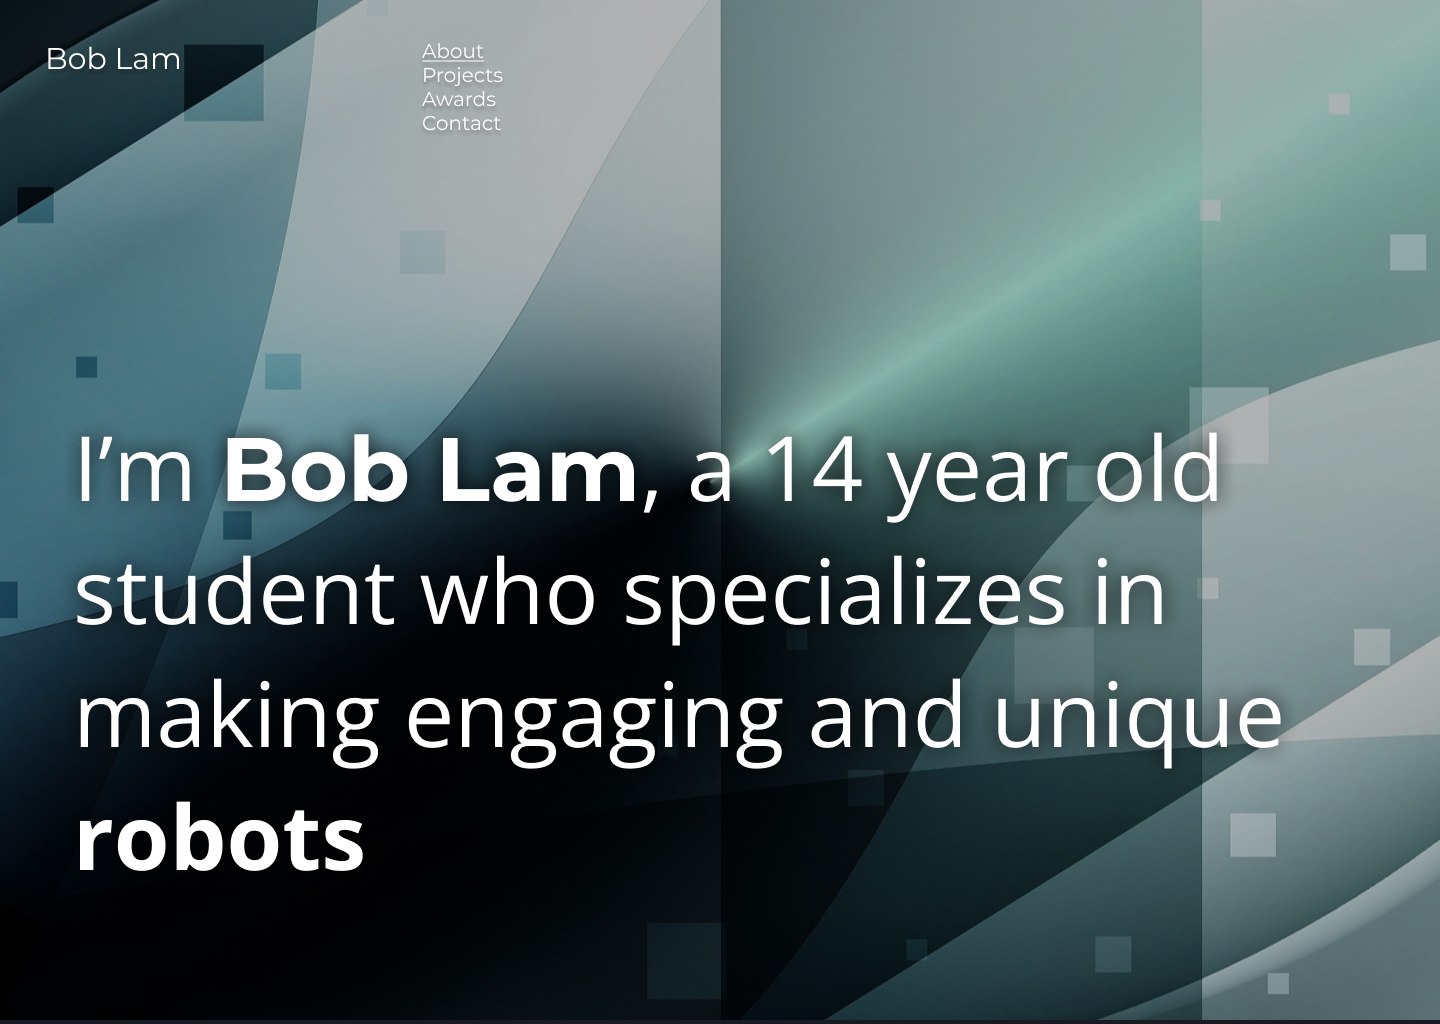 Bob Lam
About
Projects
Awards
Contact
I’m Bob Lam, a 14 year old
student who specializes in
making engaging and unique
robots